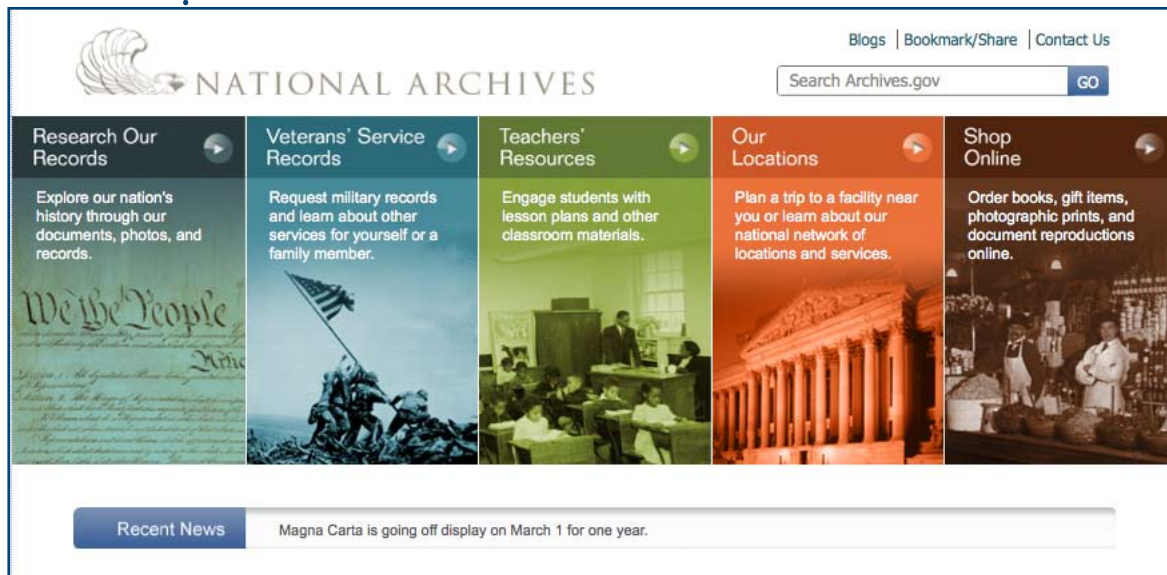 Blogs | Bookmark/Share | Contact Us
NATIONAL ARCHIVES
Search Archives.gov GO
Research Our
Records
Explore our nation's
history through our
documents, photos, and
records.
We the People
Veterans' Service
Records
Request military records
and learn about other
services for yourself or a
family member.
Teachers'
Resources
Engage students with
lesson plans and other
classroom materials.
Our
Locations
Plan a trip to a facility near
you or learn about our
national network of
locations and services.
Shop
Online
Order books, gift items,
photographic prints, and
document reproductions
online.
Recent News Magna Carta is going off display on March 1 for one year.